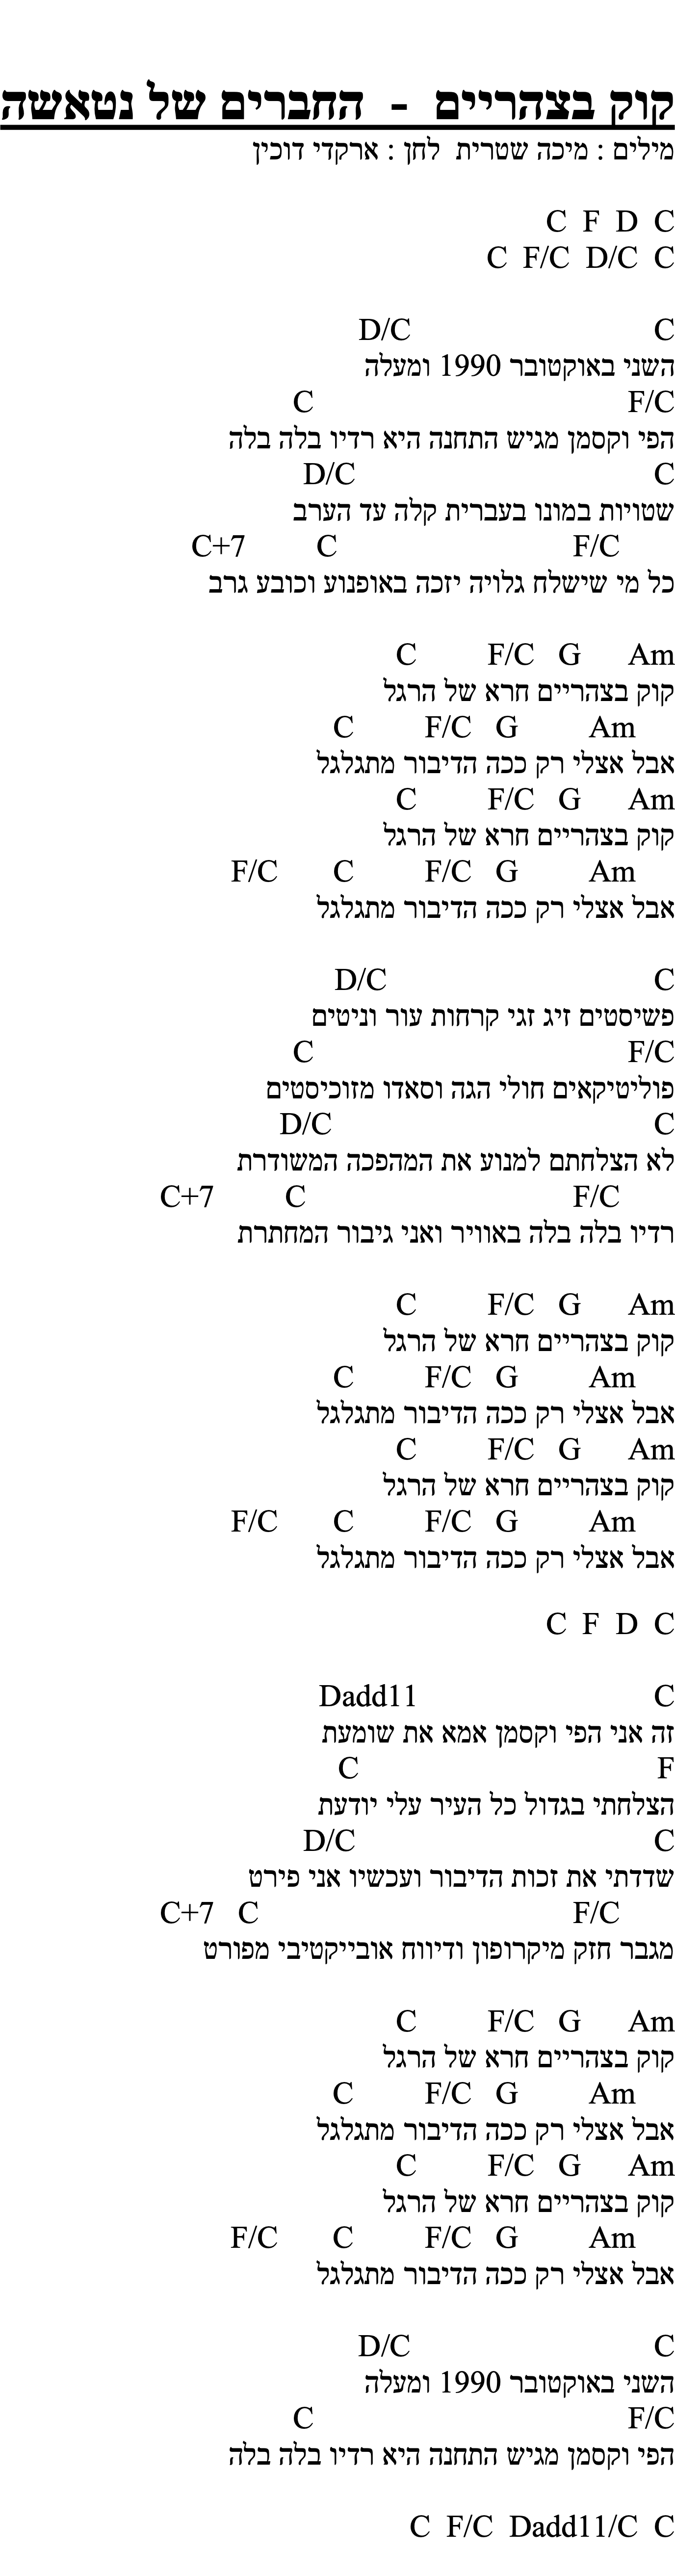 קוק בצהריים - החברים של נטאשה
מילים : מיכה שטרית לחן : ארקדי דוכין
C F D C
C F/C D/C C
D/C C
השני באוקטובר 1990 ומעלה
C F/C
הפי וקסמן מגיש התחנה היא רדיו בלה בלה
D/C C
שטויות במונו בעברית קלה עד הערב
C+7 C F/C
כל מי שישלח גלויה יזכה באופנוע וכובע גרב
C F/C G Am
קוק בצהריים חרא של הרגל
C F/C G Am
אבל אצלי רק ככה הדיבור מתגלגל
C F/C G Am
קוק בצהריים חרא של הרגל
F/C C F/C G Am
אבל אצלי רק ככה הדיבור מתגלגל
D/C C
פשיסטים זיג זגי קרחות עור וניטים
C F/C
פוליטיקאים חולי הגה וסאדו מזוכיסטים
D/C C
לא הצלחתם למנוע את המהפכה המשודרת
C+7 C F/C
רדיו בלה בלה באוויר ואני גיבור המחתרת
C F/C G Am
קוק בצהריים חרא של הרגל
C F/C G Am
אבל אצלי רק ככה הדיבור מתגלגל
C F/C G Am
קוק בצהריים חרא של הרגל
F/C C F/C G Am
אבל אצלי רק ככה הדיבור מתגלגל
C F D C
Dadd11 C
זה אני הפי וקסמן אמא את שומעת
C F
הצלחתי בגדול כל העיר עלי יודעת
D/C C
שדדתי את זכות הדיבור ועכשיו אני פירט
C+7 C F/C
מגבר חזק מיקרופון ודיווח אובייקטיבי מפורט
C F/C G Am
קוק בצהריים חרא של הרגל
C F/C G Am
אבל אצלי רק ככה הדיבור מתגלגל
C F/C G Am
קוק בצהריים חרא של הרגל
F/C C F/C G Am
אבל אצלי רק ככה הדיבור מתגלגל
D/C C
השני באוקטובר 1990 ומעלה
C F/C
הפי וקסמן מגיש התחנה היא רדיו בלה בלה
C F/C Dadd11/C C